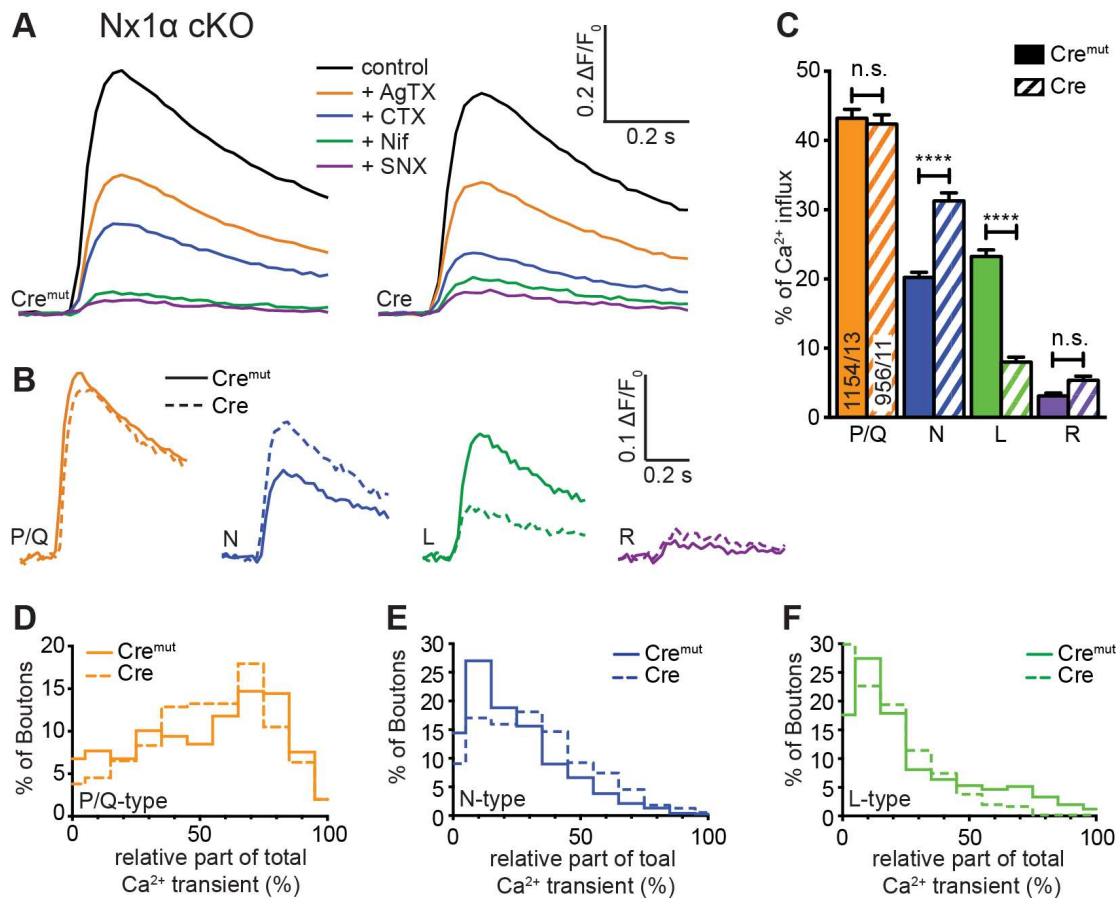 A Nx1α cKO
control
+ AgTX
+ CTX
+ Nif
+ SNX
0.2 ΔF/F₀
0.2 s
Creᵐᵘᵗ
Cre
C
Creᵐᵘᵗ
Cre
% of Ca²⁺ influx
50
40
30
20
10
0
n.s.
****
****
n.s.
1154/13
956/11
P/Q N L R
B
Creᵐᵘᵗ
Cre
0.1 ΔF/F₀
0.2 s
P/Q N L R
D
Creᵐᵘᵗ
Cre
% of Boutons
20
15
10
5
0
P/Q-type
0 50 100
relative part of total
Ca²⁺ transient (%)
E
Creᵐᵘᵗ
Cre
% of Boutons
30
25
20
15
10
5
0
N-type
0 50 100
relative part of toal
Ca²⁺ transient (%)
F
Creᵐᵘᵗ
Cre
% of Boutons
30
25
20
15
10
5
0
L-type
0 50 100
relative part of total
Ca²⁺ transient (%)